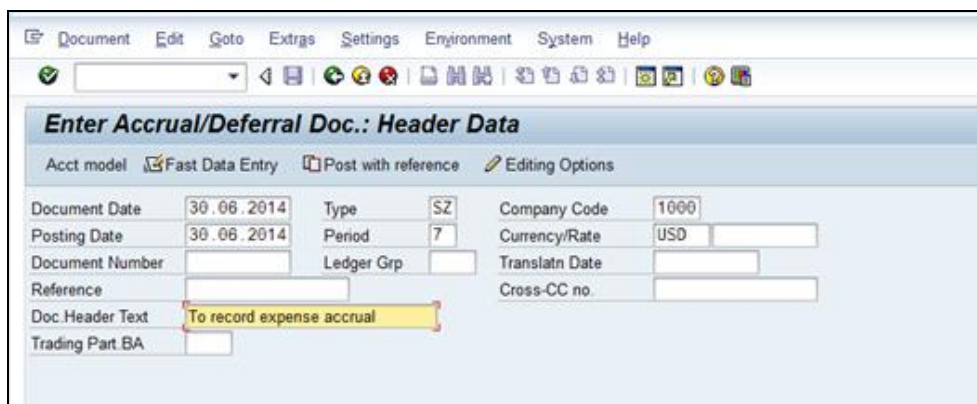 Document Edit Goto Extras Settings Environment System Help
Enter Accrual/Deferral Doc.: Header Data
Acct model Fast Data Entry Post with reference Editing Options
Document Date 30.06.2014 Type SZ Company Code 1000
Posting Date 30.06.2014 Period 7 Currency/Rate USD
Document Number Ledger Grp Translatn Date
Reference Cross-CC no.
Doc.Header Text To record expense accrual
Trading Part.BA